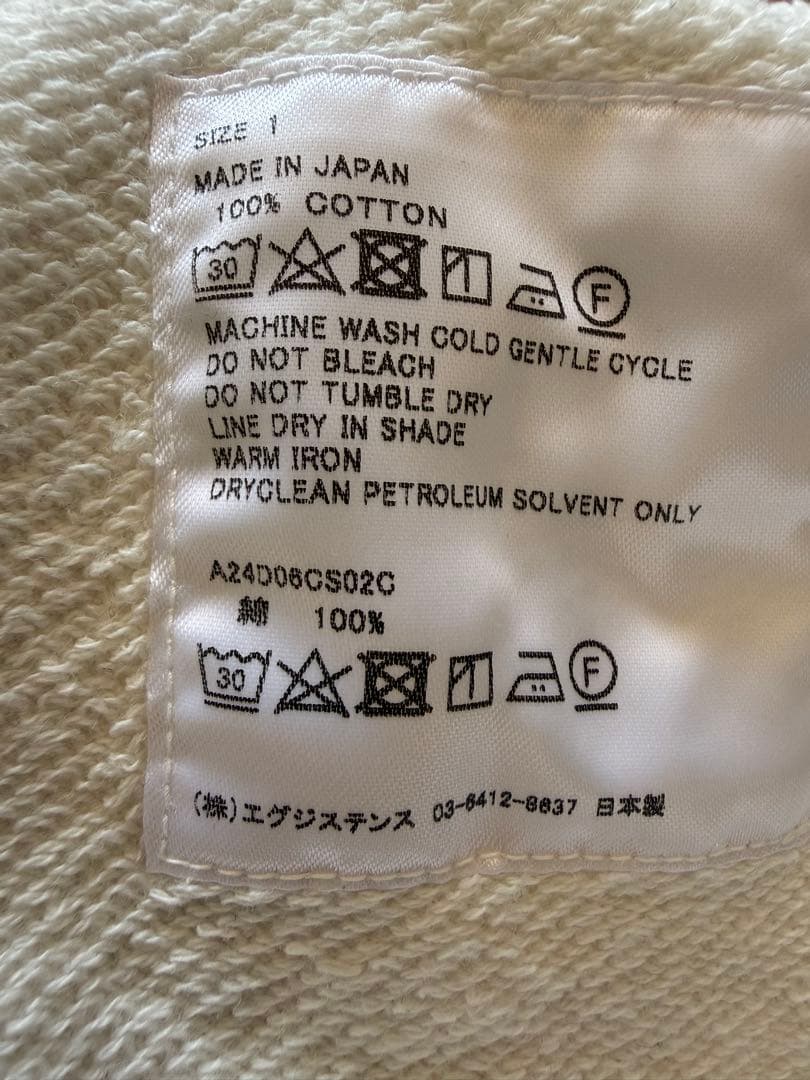 SIZE 1
MADE IN JAPAN
100% COTTON
30 F
MACHINE WASH COLD GENTLE CYCLE
DO NOT BLEACH
DO NOT TUMBLE DRY
LINE DRY IN SHADE
WARM IRON
DRYCLEAN PETROLEUM SOLVENT ONLY
A24D06CS02C
綿 100%
30 F
(株)エグジステンス 03-6412-8637 日本製